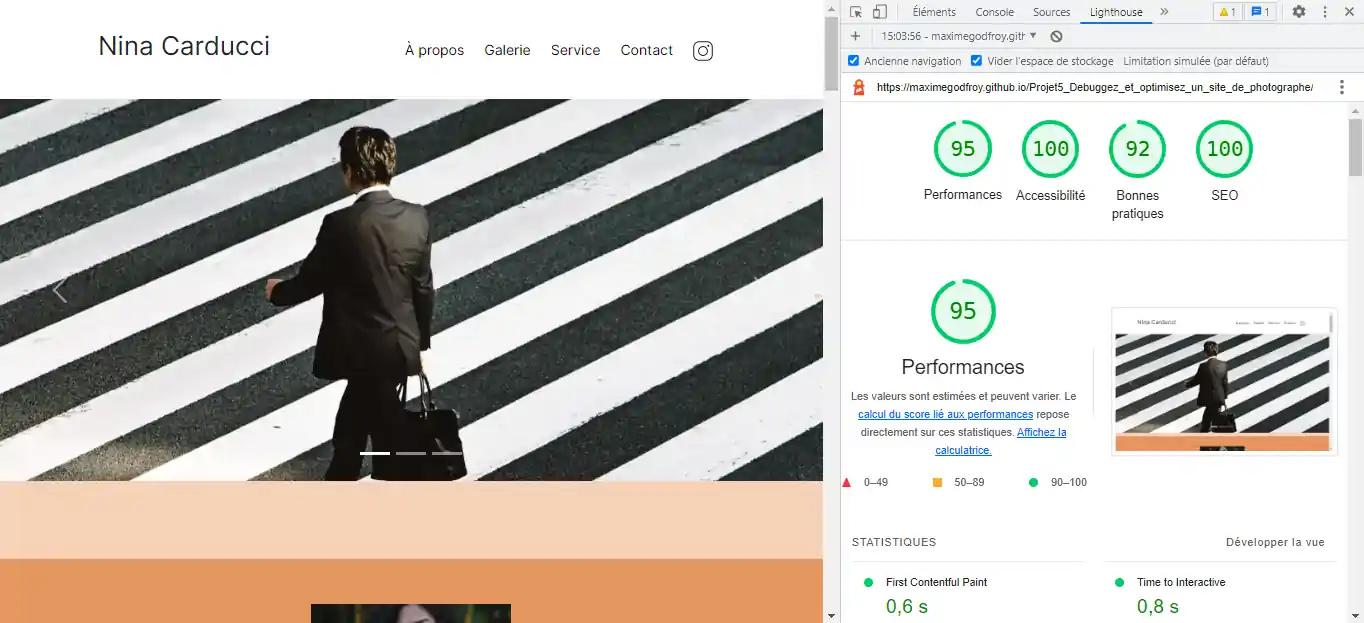 Nina Carducci
À propos Galerie Service Contact
Éléments Console Sources Lighthouse » 1 1
+ 15:03:56 - maximegodfroy.gith
Ancienne navigation Vider l'espace de stockage Limitation simulée (par défaut)
https://maximegodfroy.github.io/Projet5_Debuggez_et_optimisez_un_site_de_photographe/
95 100 92 100
Performances Accessibilité Bonnes pratiques SEO
95
Performances
Les valeurs sont estimées et peuvent varier. Le
calcul du score lié aux performances repose
directement sur ces statistiques. Affichez la
calculatrice.
Nina Carducci
0–49 50–89 90–100
STATISTIQUES Développer la vue
First Contentful Paint Time to Interactive
0,6 s 0,8 s